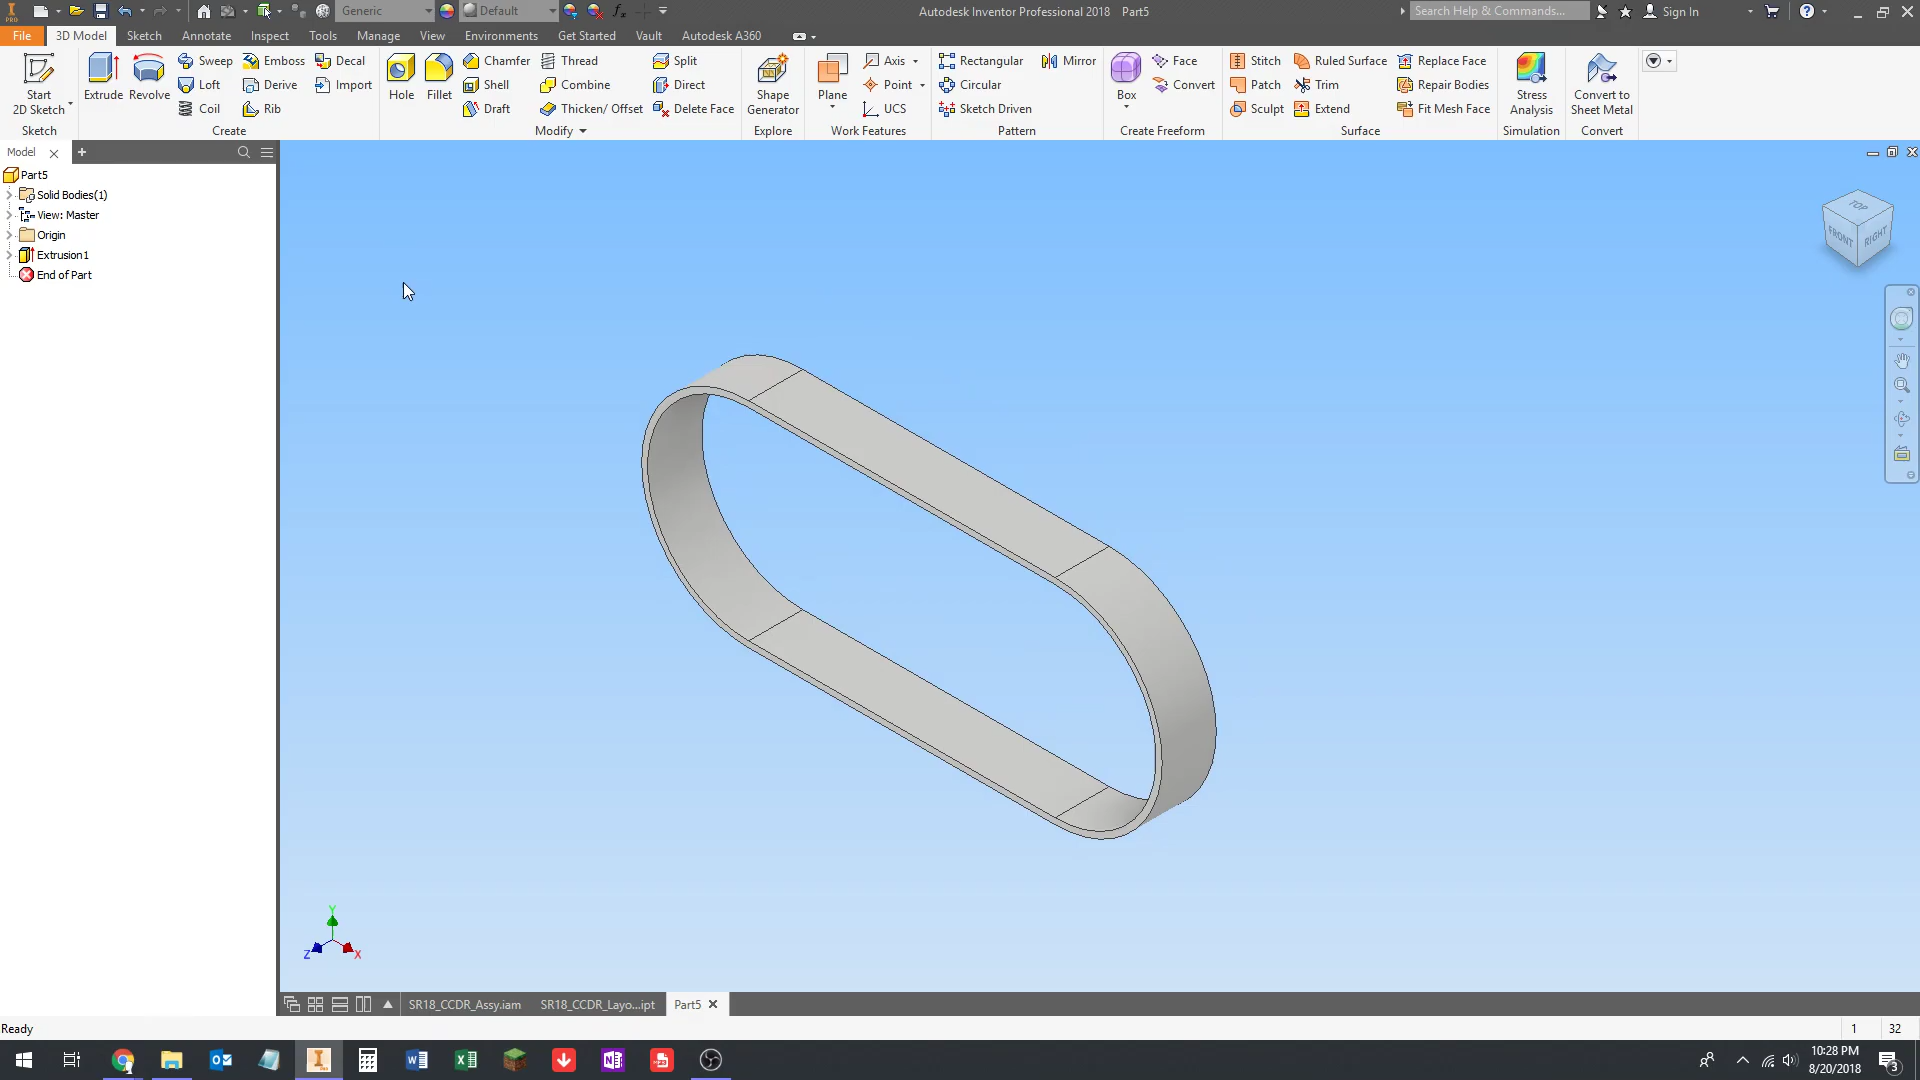 Generic
Default
Autodesk Inventor Professional 2018 Part5
Search Help & Commands...
Sign In
File 3D Model Sketch Annotate Inspect Tools Manage View Environments Get Started Vault Autodesk A360
Start
2D Sketch
Sketch
Extrude Revolve Sweep Loft Coil Emboss Derive Rib Decal Import
Create
Hole Fillet Chamfer Shell Draft Thread Combine Thicken/ Offset Split Direct Delete Face
Modify
Shape
Generator
Explore
Plane Axis Point UCS
Work Features
Rectangular Circular Sketch Driven Mirror
Pattern
Box Face Convert
Create Freeform
Stitch Patch Sculpt Ruled Surface Trim Extend Replace Face Repair Bodies Fit Mesh Face
Surface
Stress
Analysis
Simulation
Convert to
Sheet Metal
Convert
Model
Part5
Solid Bodies(1)
View: Master
Origin
Extrusion1
End of Part
TOP
FRONT RIGHT
Y
Z X
SR18_CCDR_Assy.iam SR18_CCDR_Layo...ipt Part5
Ready 1 32
10:28 PM
8/20/2018
3